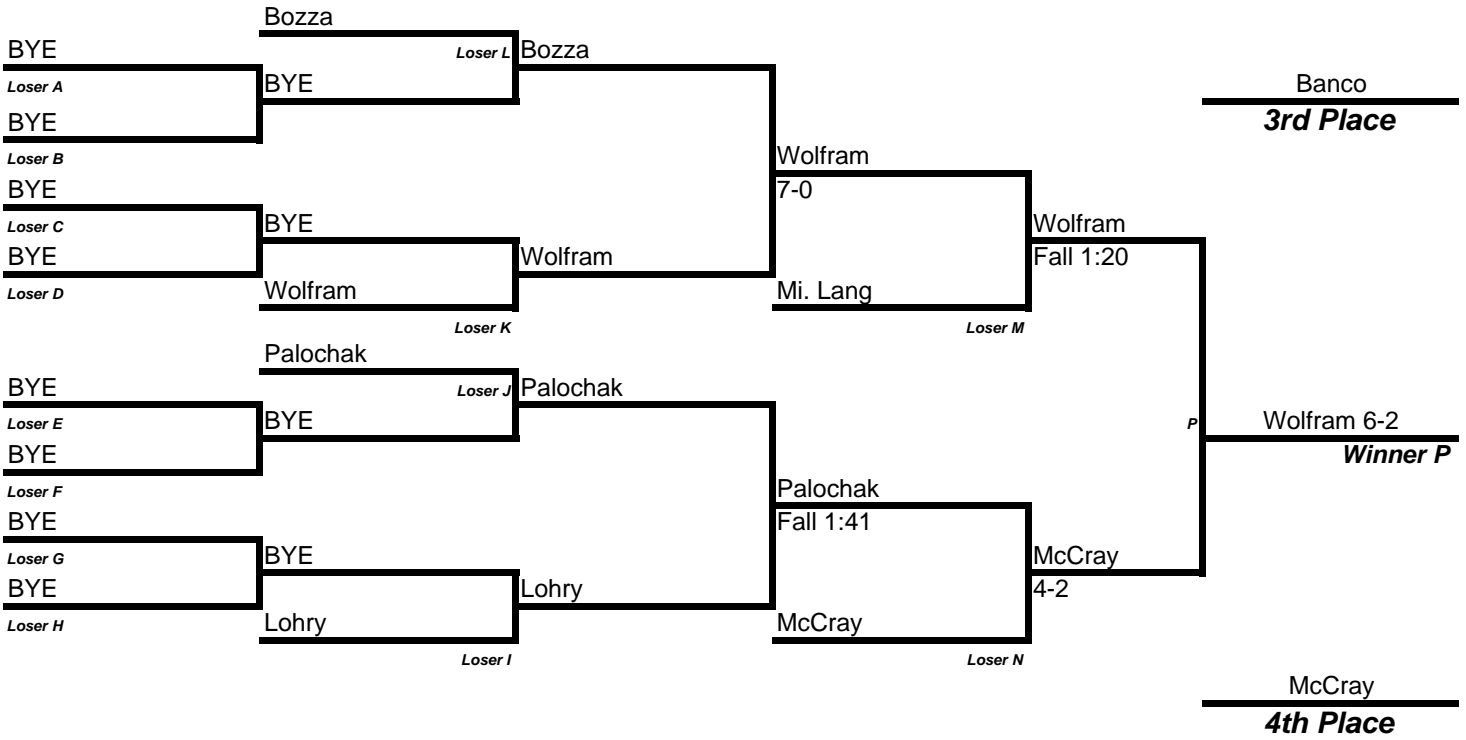 Bozza
BYE
Loser L
Bozza
Loser A
BYE
Banco
BYE
3rd Place
Loser B
Wolfram
BYE
7-0
Loser C
BYE
Wolfram
BYE
Wolfram
Fall 1:20
Loser D
Wolfram
Mi. Lang
Loser K
Loser M
Palochak
BYE
Loser J
Palochak
Loser E
BYE
P
Wolfram 6-2
BYE
Winner P
Loser F
Palochak
BYE
Fall 1:41
Loser G
BYE
McCray
BYE
Lohry
4-2
Loser H
Lohry
McCray
Loser I
Loser N
McCray
4th Place